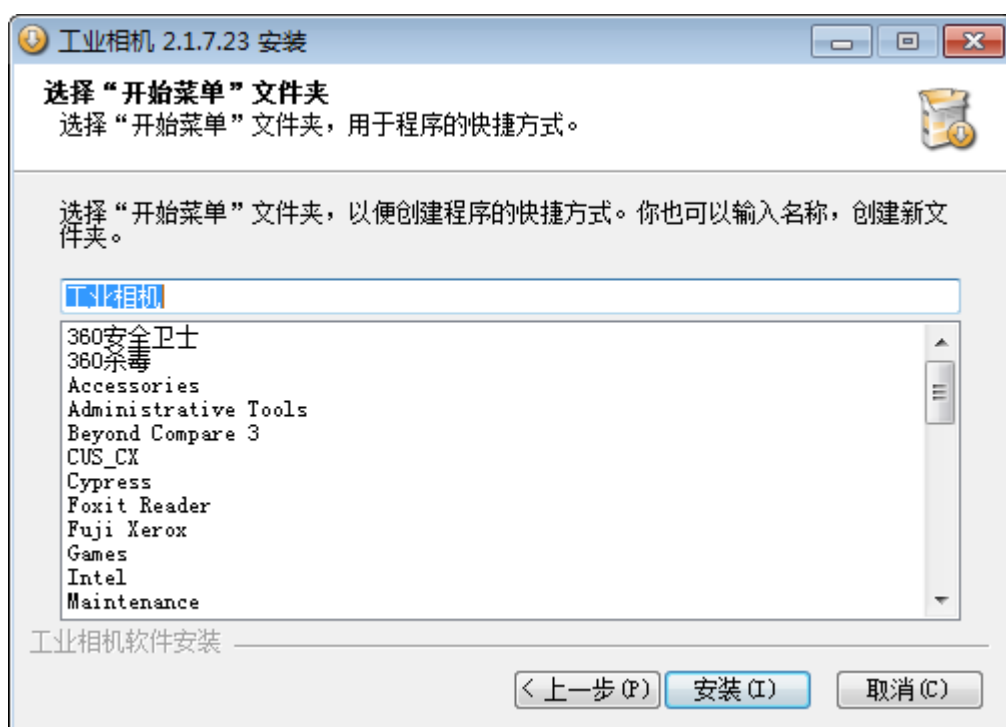 工业相机 2.1.7.23 安装
选择“开始菜单”文件夹
选择“开始菜单”文件夹，用于程序的快捷方式。
选择“开始菜单”文件夹，以便创建程序的快捷方式。你也可以输入名称，创建新文
件夹。
工业相机
360安全卫士
360杀毒
Accessories
Administrative Tools
Beyond Compare 3
CUS_CX
Cypress
Foxit Reader
Fuji Xerox
Games
Intel
Maintenance
工业相机软件安装
< 上一步(P)
安装(I)
取消(C)